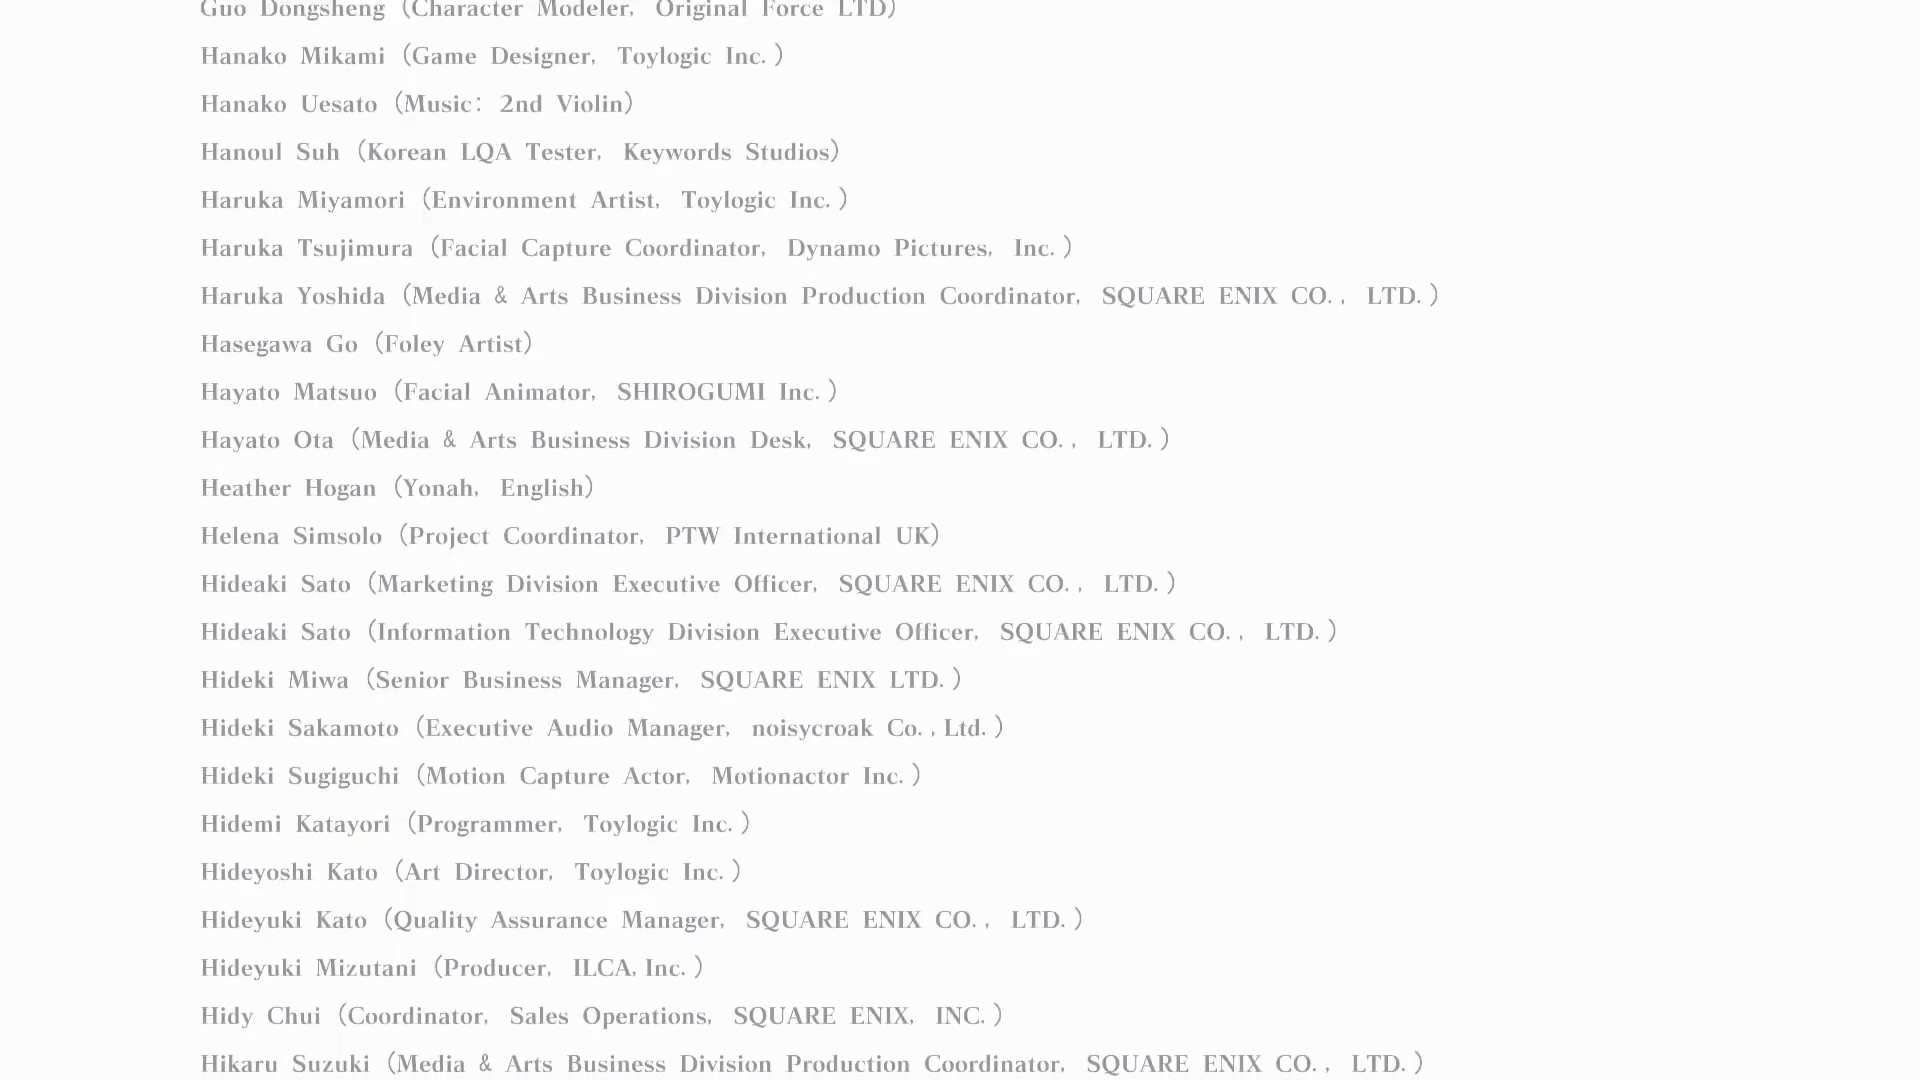 Guo Dongsheng (Character Modeler, Original Force LTD)
Hanako Mikami (Game Designer, Toylogic Inc.)
Hanako Uesato (Music: 2nd Violin)
Hanoul Suh (Korean LQA Tester, Keywords Studios)
Haruka Miyamori (Environment Artist, Toylogic Inc.)
Haruka Tsujimura (Facial Capture Coordinator, Dynamo Pictures, Inc.)
Haruka Yoshida (Media & Arts Business Division Production Coordinator, SQUARE ENIX CO., LTD.)
Hasegawa Go (Foley Artist)
Hayato Matsuo (Facial Animator, SHIROGUMI Inc.)
Hayato Ota (Media & Arts Business Division Desk, SQUARE ENIX CO., LTD.)
Heather Hogan (Yonah, English)
Helena Simsolo (Project Coordinator, PTW International UK)
Hideaki Sato (Marketing Division Executive Officer, SQUARE ENIX CO., LTD.)
Hideaki Sato (Information Technology Division Executive Officer, SQUARE ENIX CO., LTD.)
Hideki Miwa (Senior Business Manager, SQUARE ENIX LTD.)
Hideki Sakamoto (Executive Audio Manager, noisycroak Co.,Ltd.)
Hideki Sugiguchi (Motion Capture Actor, Motionactor Inc.)
Hidemi Katayori (Programmer, Toylogic Inc.)
Hideyoshi Kato (Art Director, Toylogic Inc.)
Hideyuki Kato (Quality Assurance Manager, SQUARE ENIX CO., LTD.)
Hideyuki Mizutani (Producer, ILCA,Inc.)
Hidy Chui (Coordinator, Sales Operations, SQUARE ENIX, INC.)
Hikaru Suzuki (Media & Arts Business Division Production Coordinator, SQUARE ENIX CO., LTD.)